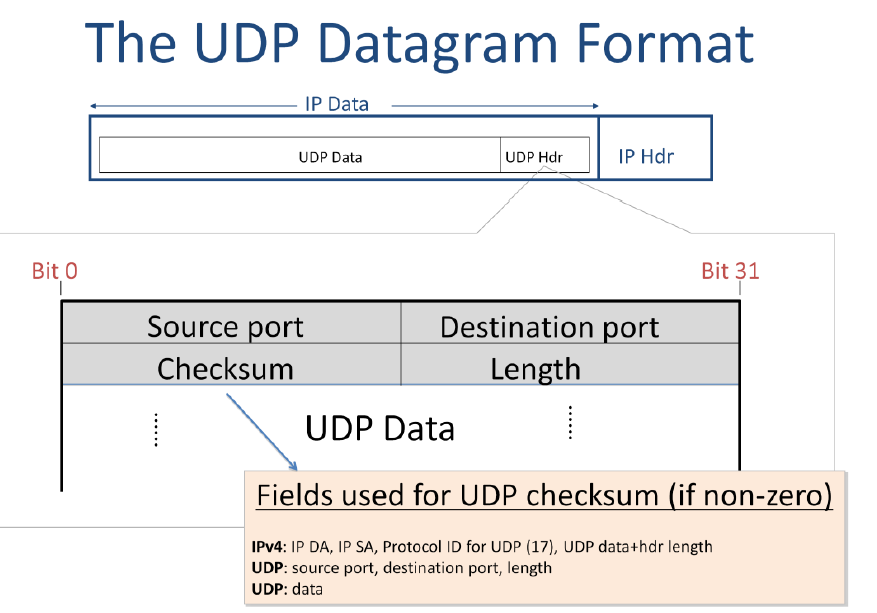 The UDP Datagram Format
IP Data
UDP Data
UDP Hdr
IP Hdr
Bit 0
Bit 31
Source port
Destination port
Checksum
Length
UDP Data
Fields used for UDP checksum (if non-zero)
IPv4: IP DA, IP SA, Protocol ID for UDP (17), UDP data+hdr length
UDP: source port, destination port, length
UDP: data